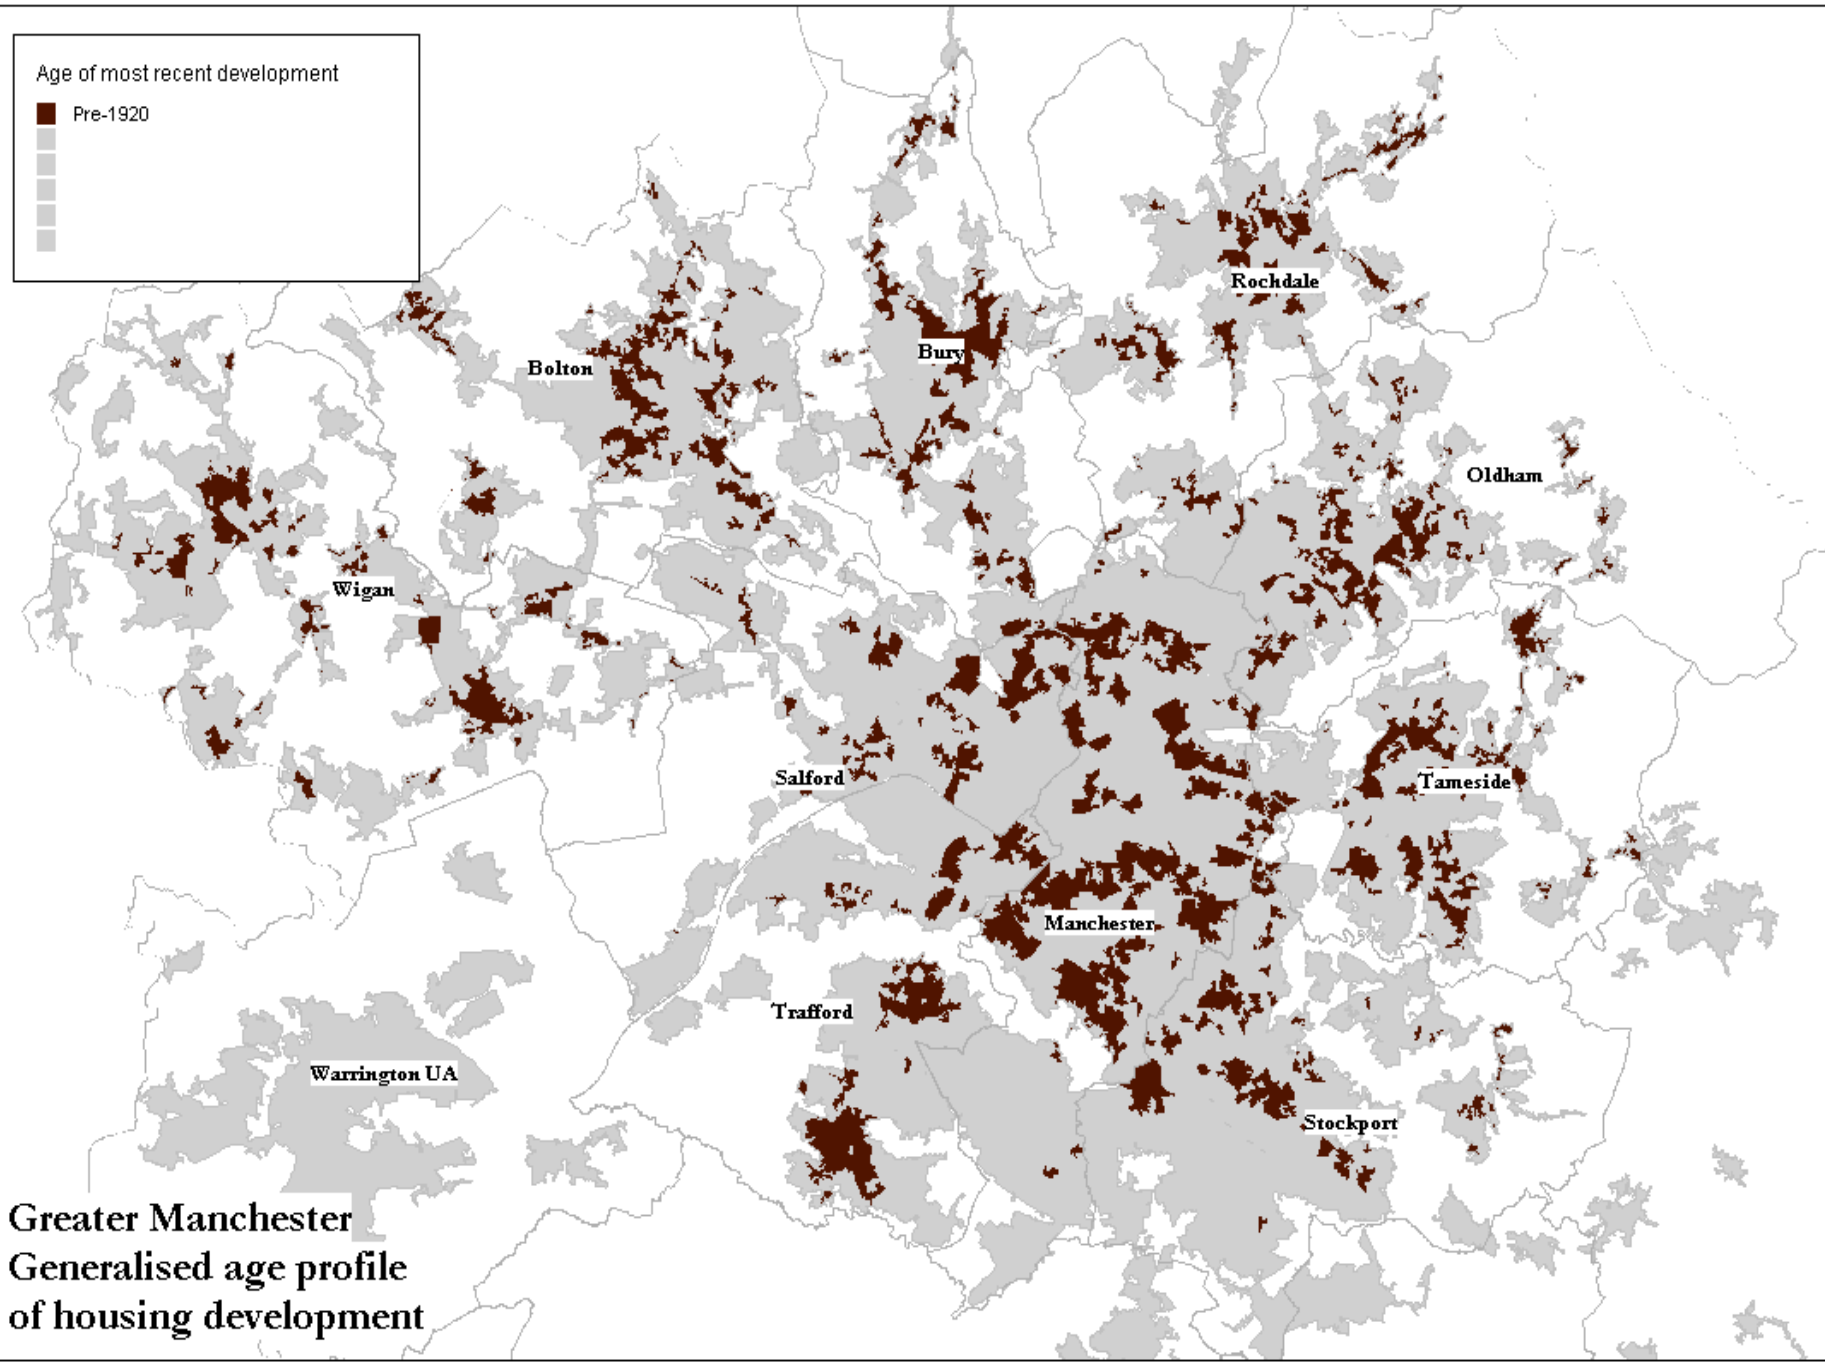 Age of most recent development
Pre-1920
Rochdale
Bury
Bolton
Oldham
Wigan
Salford
Tameside
Manchester
Trafford
Warrington UA
Stockport
Greater Manchester
Generalised age profile
of housing development